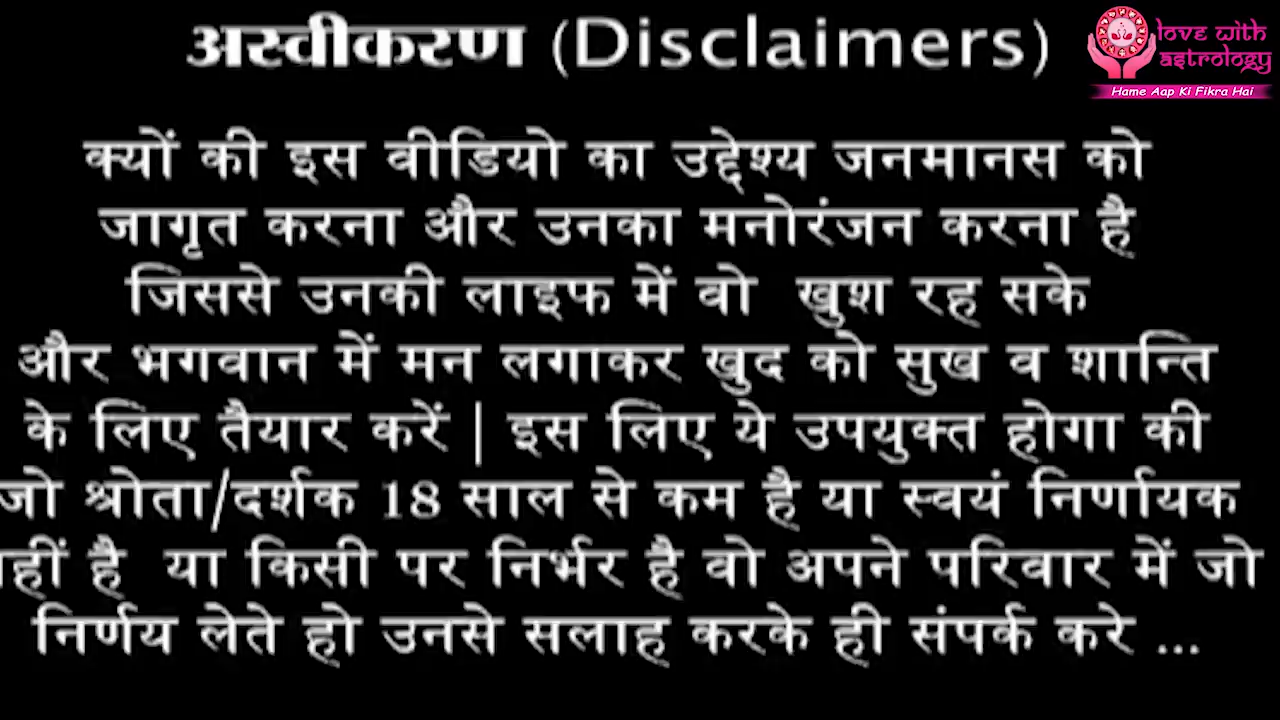 अस्वीकरण (Disclaimers)
love with
astrology
Hame Aap Ki Fikra Hai
क्यों की इस वीडियो का उद्देश्य जनमानस को
जागृत करना और उनका मनोरंजन करना है
जिससे उनकी लाइफ में वो खुश रह सके
और भगवान में मन लगाकर खुद को सुख व शान्ति
के लिए तैयार करें | इस लिए ये उपयुक्त होगा की
जो श्रोता/दर्शक 18 साल से कम है या स्वयं निर्णायक
है या किसी पर निर्भर है वो अपने परिवार में जो
निर्णय लेते हो उनसे सलाह करके ही संपर्क करे ...